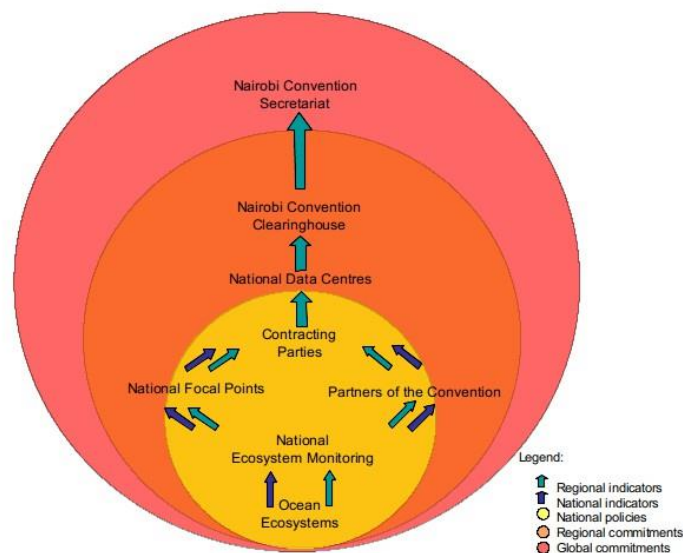 Nairobi Convention
Secretariat
Nairobi Convention
Clearinghouse
National Data Centres
Contracting
Parties
National Focal Points
Partners of the Convention
National
Ecosystem Monitoring
Ocean
Ecosystems
Legend:
Regional indicators
National indicators
National policies
Regional commitments
Global commitments